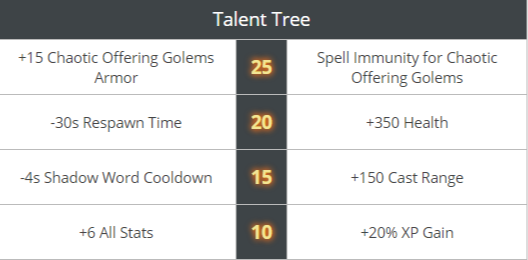 Talent Tree
+15 Chaotic Offering Golems
Armor
25
Spell Immunity for Chaotic
Offering Golems
-30s Respawn Time
20
+350 Health
-4s Shadow Word Cooldown
15
+150 Cast Range
+6 All Stats
10
+20% XP Gain